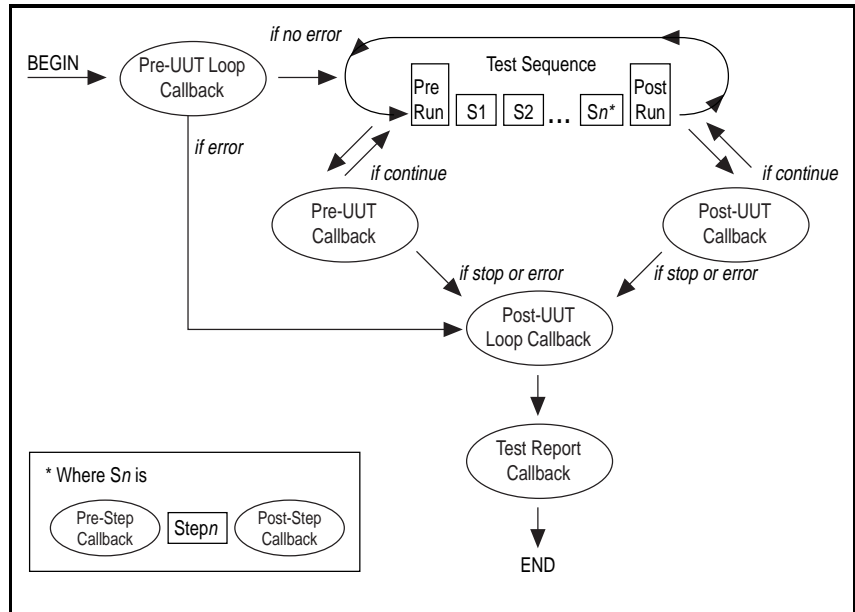 if no error
BEGIN
Pre-UUT Loop
Callback
Test Sequence
Pre
Run
S1
S2
...
Sn*
Post
Run
if error
if continue
if continue
Pre-UUT
Callback
Post-UUT
Callback
if stop or error
if stop or error
Post-UUT
Loop Callback
Test Report
Callback
* Where Sn is
Pre-Step
Callback
Stepn
Post-Step
Callback
END